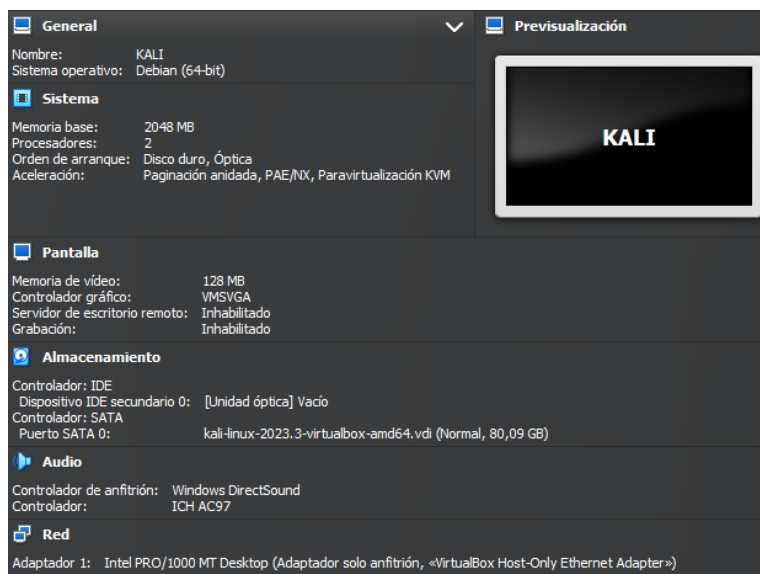 General
Nombre: KALI
Sistema operativo: Debian (64-bit)
Sistema
Memoria base: 2048 MB
Procesadores: 2
Orden de arranque: Disco duro, Óptica
Aceleración: Paginación anidada, PAE/NX, Paravirtualización KVM
Previsualización
KALI
Pantalla
Memoria de vídeo: 128 MB
Controlador gráfico: VMSVGA
Servidor de escritorio remoto: Inhabilitado
Grabación: Inhabilitado
Almacenamiento
Controlador: IDE
Dispositivo IDE secundario 0: [Unidad óptica] Vacío
Controlador: SATA
Puerto SATA 0: kali-linux-2023.3-virtualbox-amd64.vdi (Normal, 80,09 GB)
Audio
Controlador de anfitrión: Windows DirectSound
Controlador: ICH AC97
Red
Adaptador 1: Intel PRO/1000 MT Desktop (Adaptador solo anfitrión, «VirtualBox Host-Only Ethernet Adapter»)